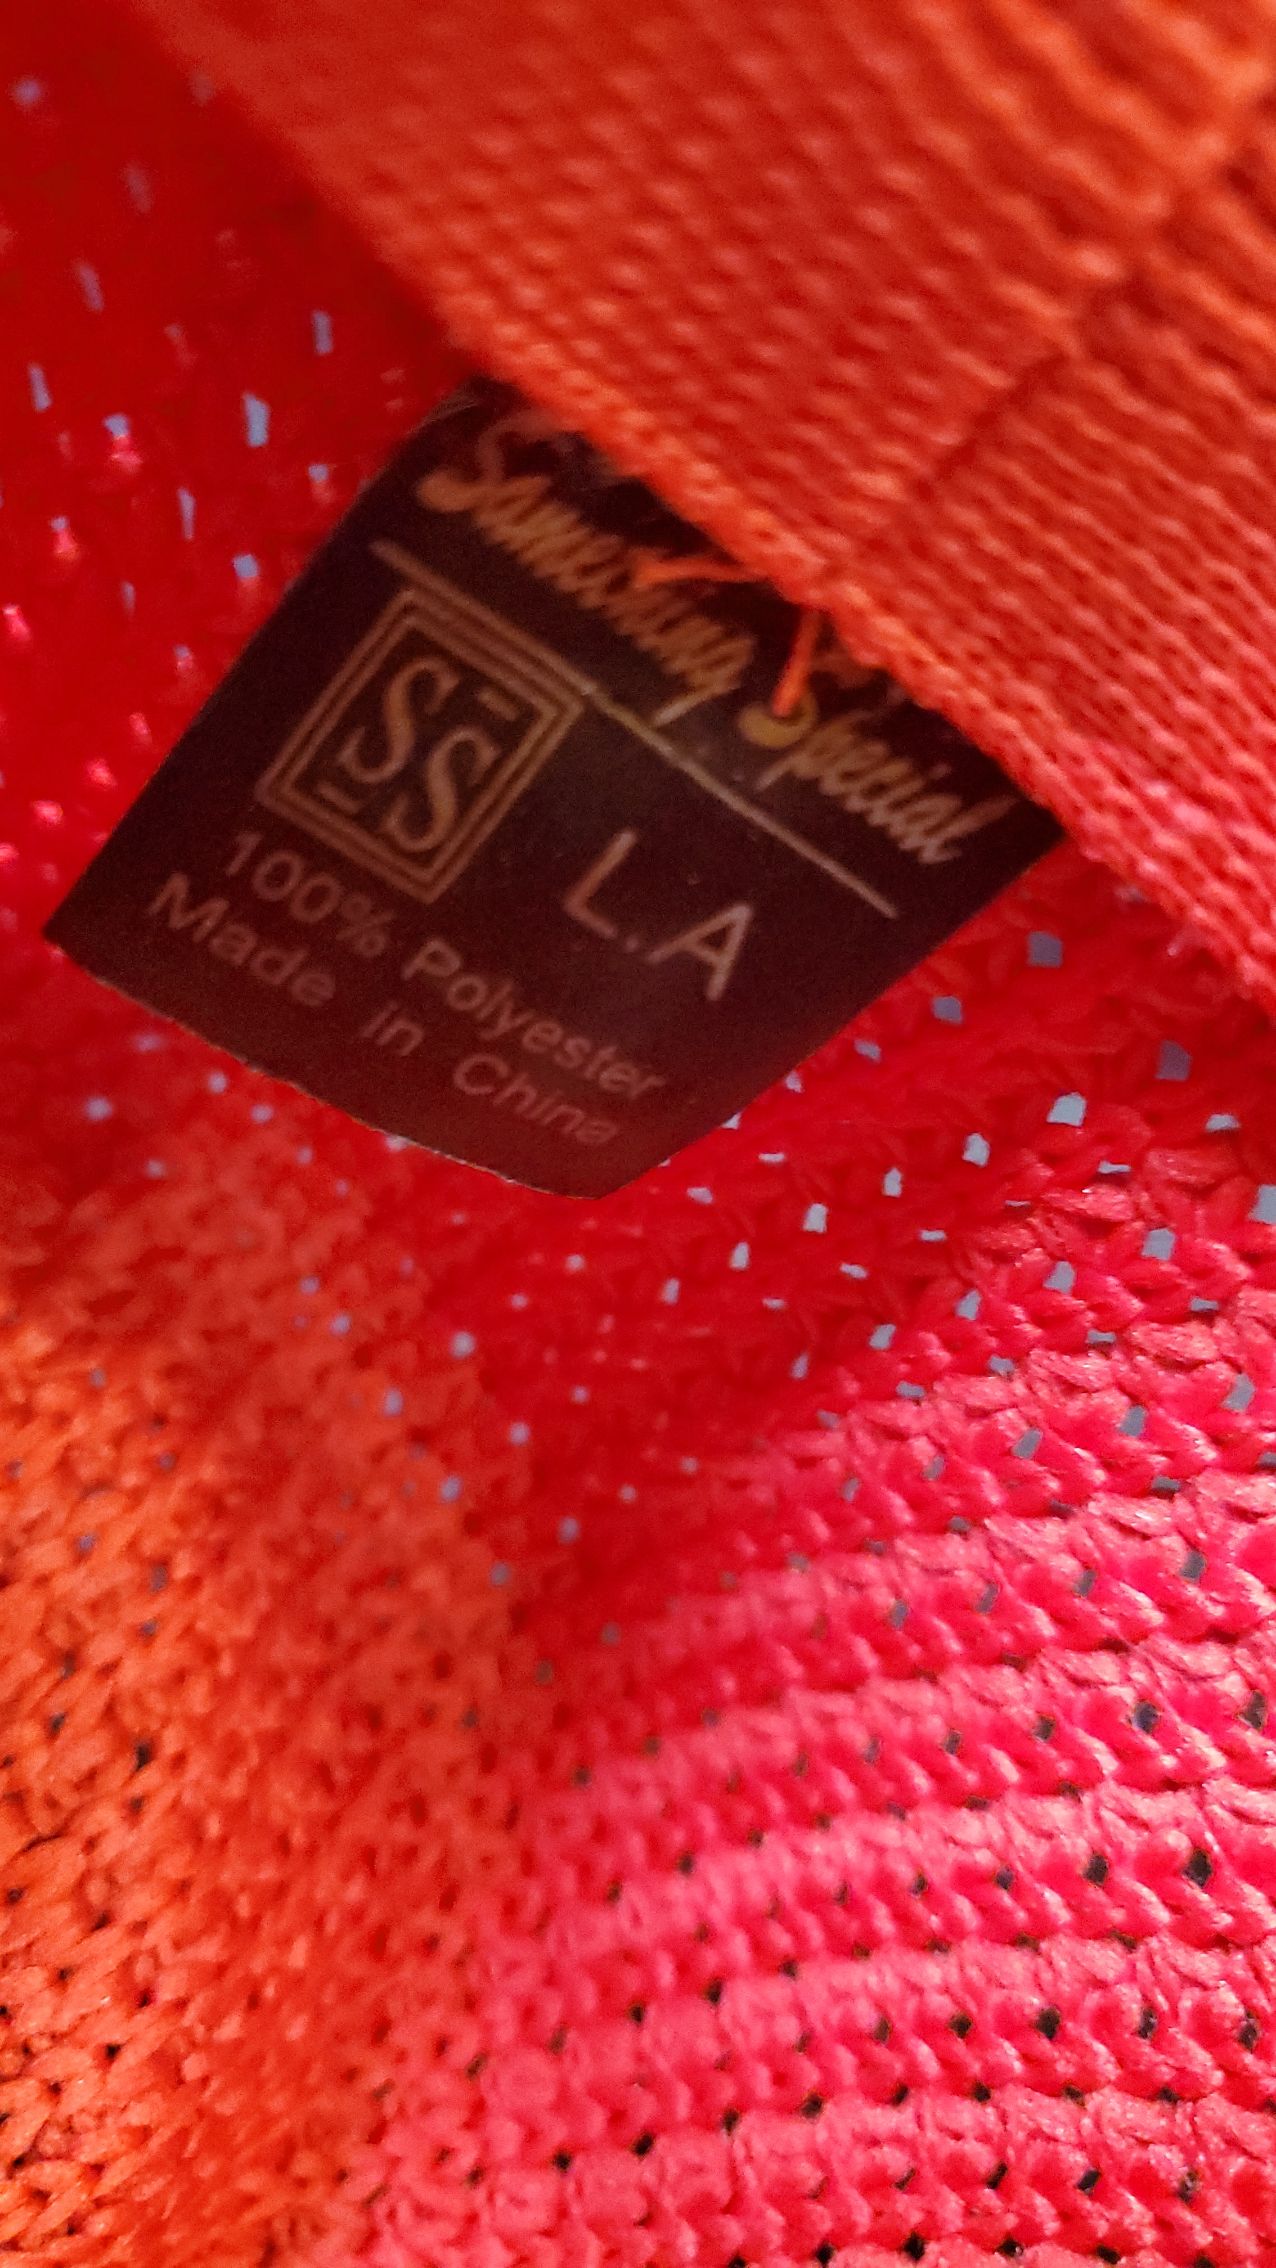 Something Special
SS
L.A
100% Polyester
Made in China